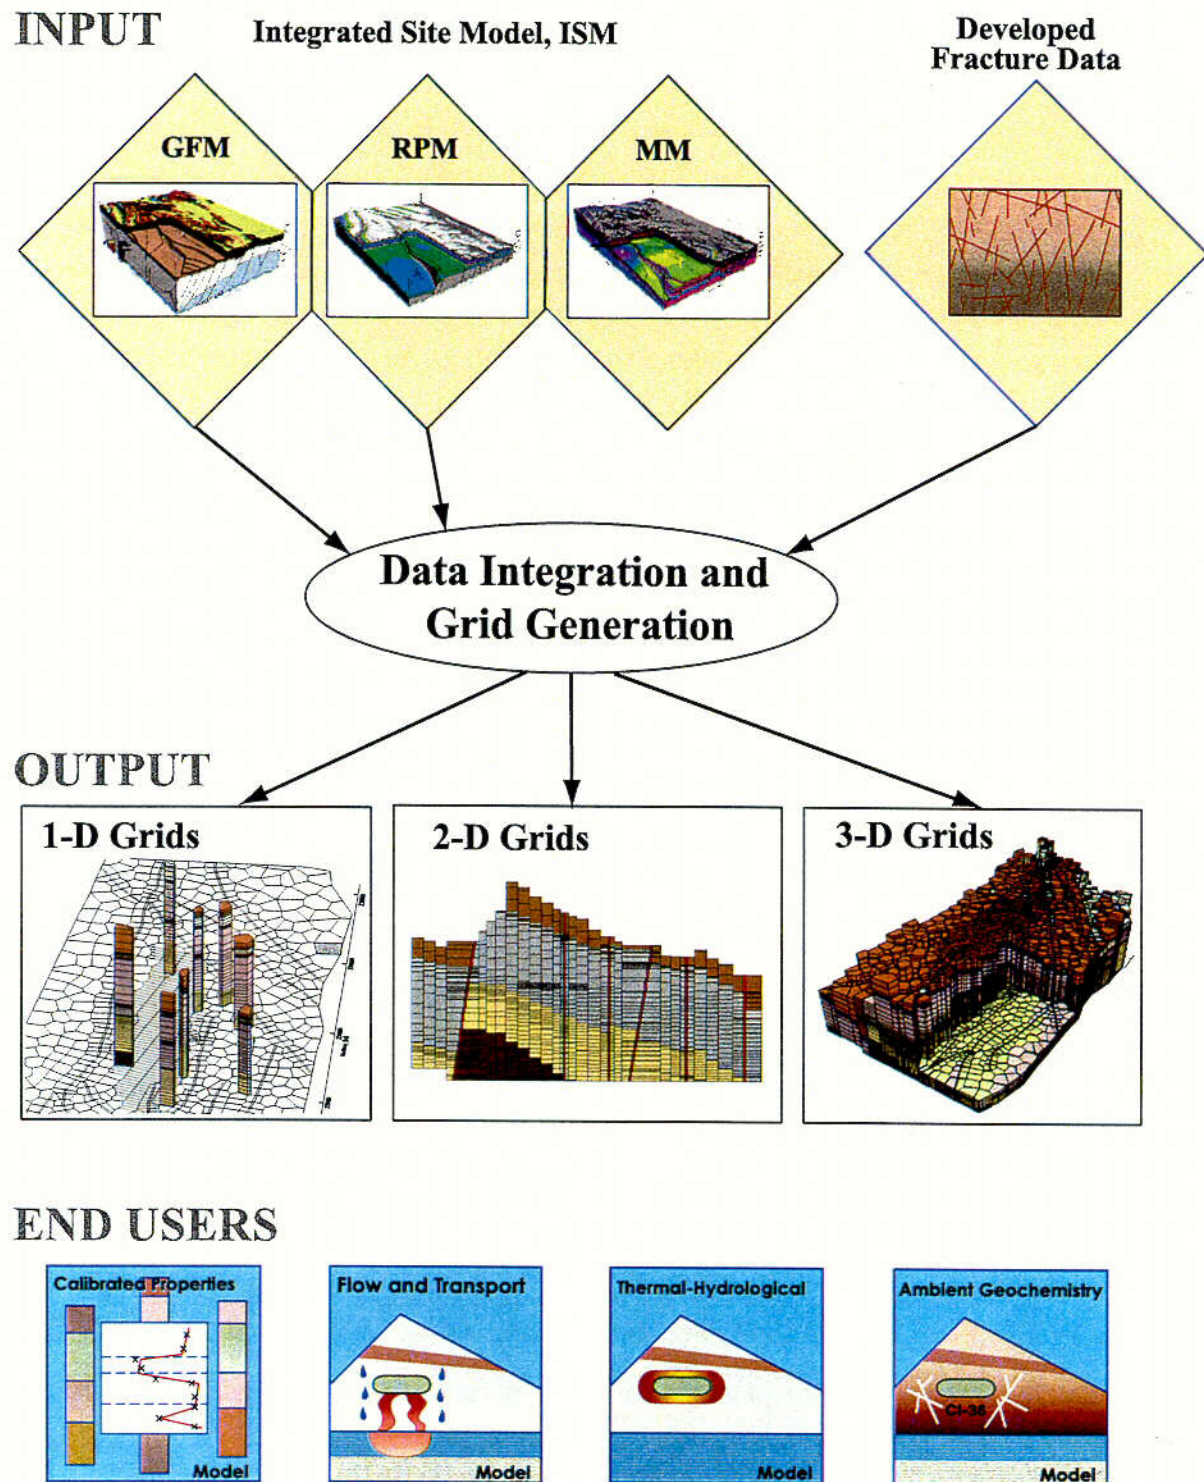 INPUT
Integrated Site Model, ISM
Developed
Fracture Data
GFM
RPM
MM
Data Integration and
Grid Generation
OUTPUT
1-D Grids
2-D Grids
3-D Grids
END USERS
Calibrated Properties
Model
Flow and Transport
Model
Thermal-Hydrological
Model
Ambient Geochemistry
Cl-36
Model